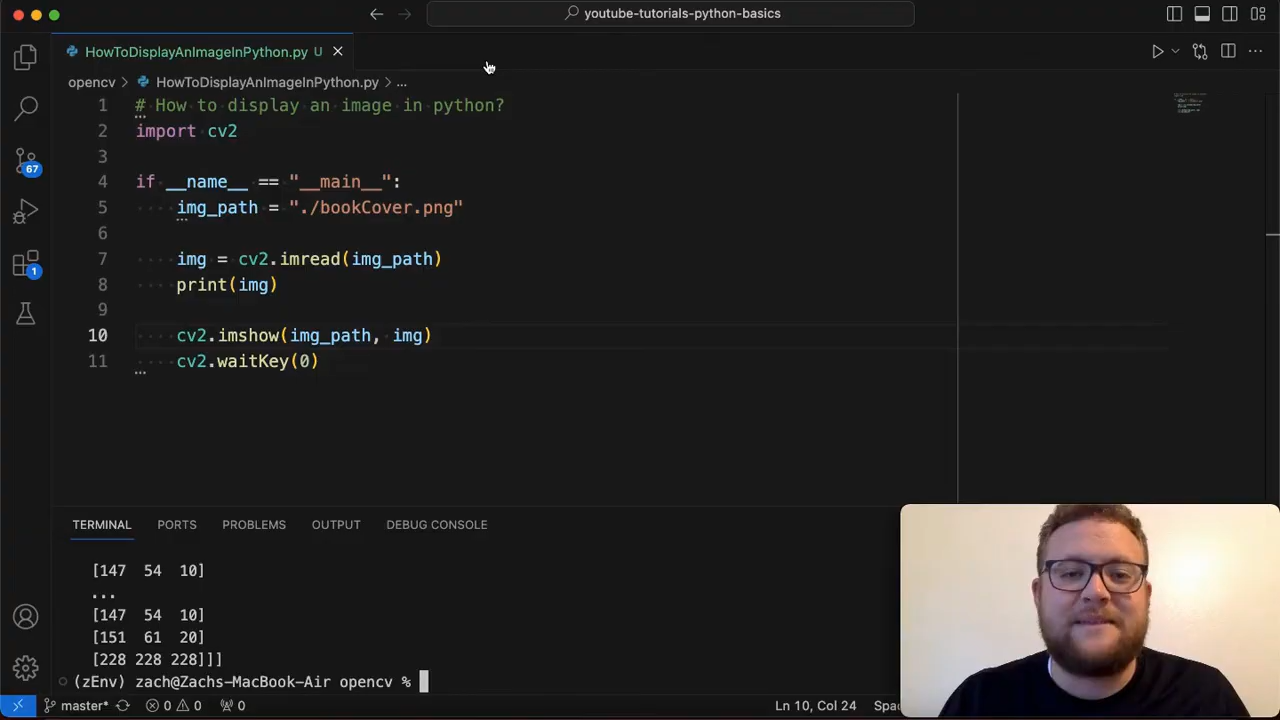 youtube-tutorials-python-basics
HowToDisplayAnImageInPython.py U
opencv > HowToDisplayAnImageInPython.py > ...
1 # How to display an image in python?
2 import cv2
3
4 if __name__ == "__main__":
5 img_path = "./bookCover.png"
6
7 img = cv2.imread(img_path)
8 print(img)
9
10 cv2.imshow(img_path, img)
11 cv2.waitKey(0)
67
1
TERMINAL PORTS PROBLEMS OUTPUT DEBUG CONSOLE
[147 54 10]
...
[147 54 10]
[151 61 20]
[228 228 228]]]
(zEnv) zach@Zachs-MacBook-Air opencv %
master* 0 0 0 Ln 10, Col 24 Spa